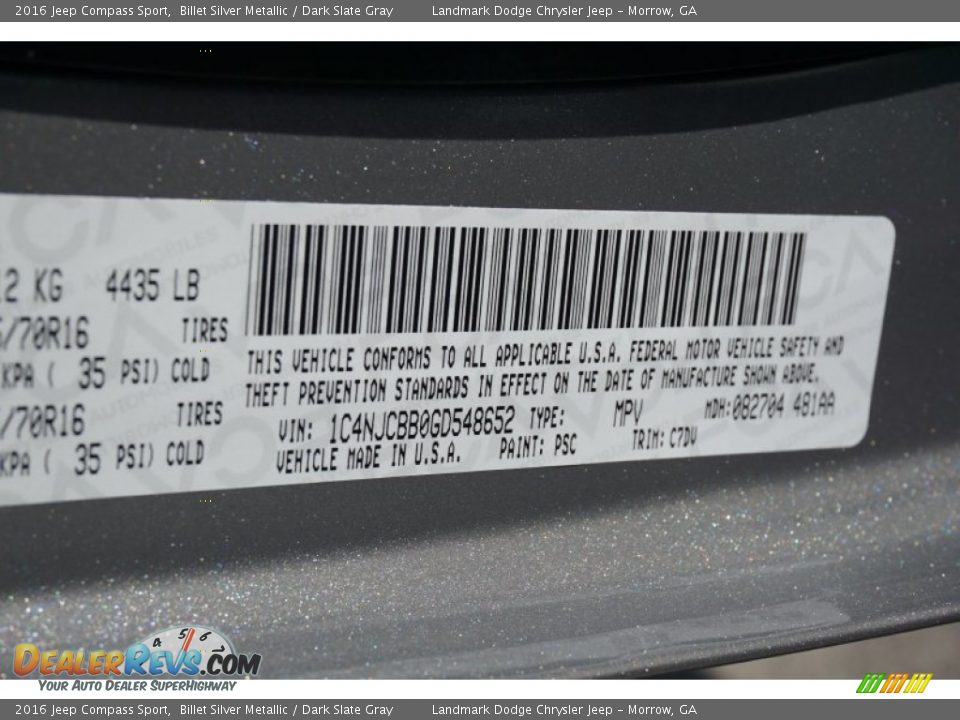 2016 Jeep Compass Sport,  Billet Silver Metallic / Dark Slate Gray  Landmark Dodge Chrysler Jeep – Morrow, GA
KG 4435 LB
/70R16 TIRES
KPA ( 35 PSI) COLD
/70R16 TIRES
KPA ( 35 PSI) COLD
THIS VEHICLE CONFORMS TO ALL APPLICABLE U.S.A. FEDERAL MOTOR VEHICLE SAFETY AND
THEFT PREVENTION STANDARDS IN EFFECT ON THE DATE OF MANUFACTURE SHOWN ABOVE.
VIN: 1C4NJCBB0GD548652 TYPE: MPV MDH:082704 481AA
VEHICLE MADE IN U.S.A. PAINT: PSC TRIM: C7DV
4 5 6
DealerRevs.com
Your Auto Dealer SuperHighway
2016 Jeep Compass Sport,  Billet Silver Metallic / Dark Slate Gray  Landmark Dodge Chrysler Jeep – Morrow, GA